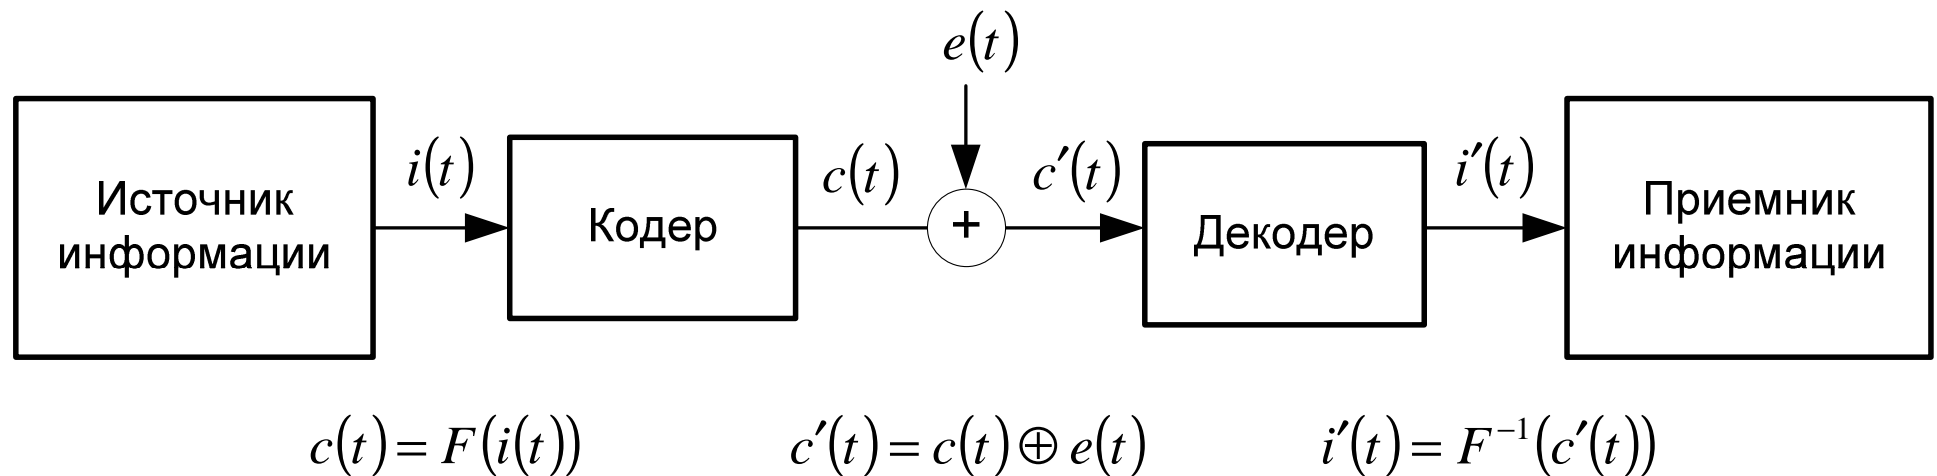 e(t)
Источник
информации
i(t)
Кодер
c(t)
+
c′(t)
Декодер
i′(t)
Приемник
информации
c(t) = F(i(t))
c′(t) = c(t) ⊕ e(t)
i′(t) = F⁻¹(c′(t))